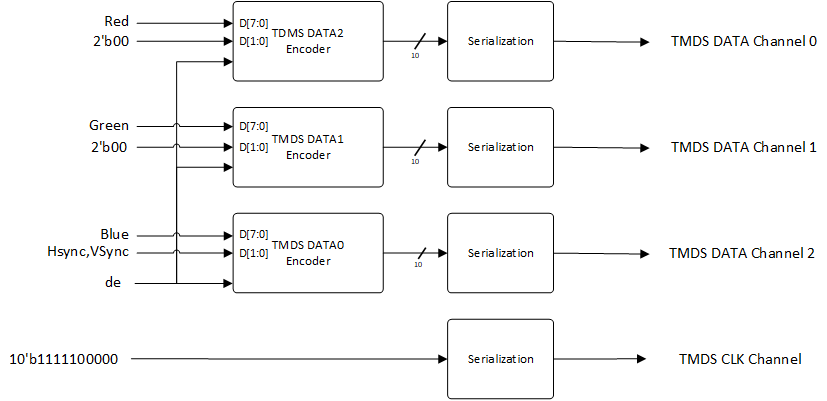 Red
D[7:0]
TDMS DATA2
Encoder
2'b00
D[1:0]
10
Serialization
TMDS DATA Channel 0
Green
D[7:0]
TMDS DATA1
Encoder
2'b00
D[1:0]
10
Serialization
TMDS DATA Channel 1
Blue
D[7:0]
TMDS DATA0
Encoder
Hsync,VSync
D[1:0]
10
Serialization
TMDS DATA Channel 2
de
10'b1111100000
Serialization
TMDS CLK Channel